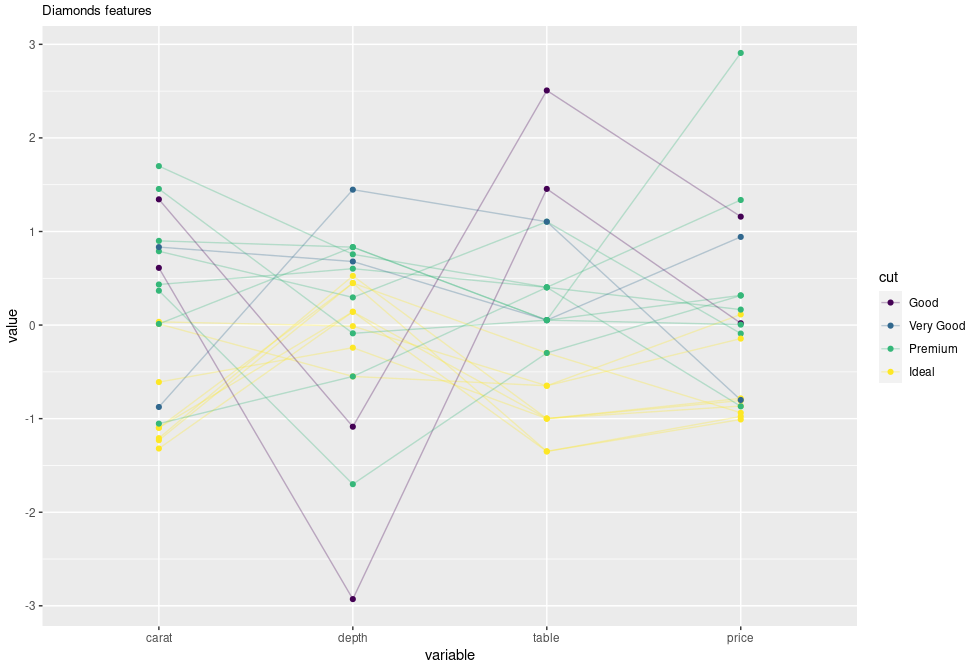 Diamonds features
3
2
1
0
-1
-2
-3
value
carat depth table price
variable
cut
Good
Very Good
Premium
Ideal